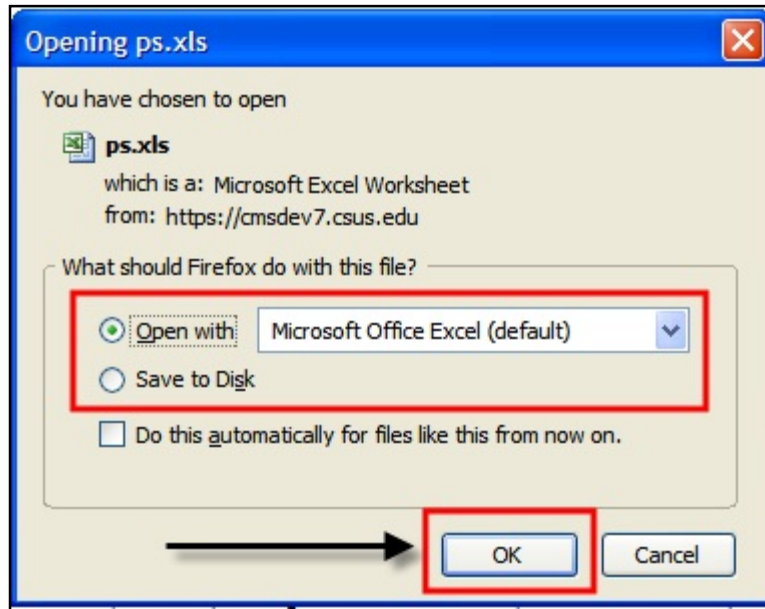 Opening ps.xls
You have chosen to open
ps.xls
which is a: Microsoft Excel Worksheet
from: https://cmsdev7.csus.edu
What should Firefox do with this file?
Open with Microsoft Office Excel (default)
Save to Disk
Do this automatically for files like this from now on.
OK Cancel